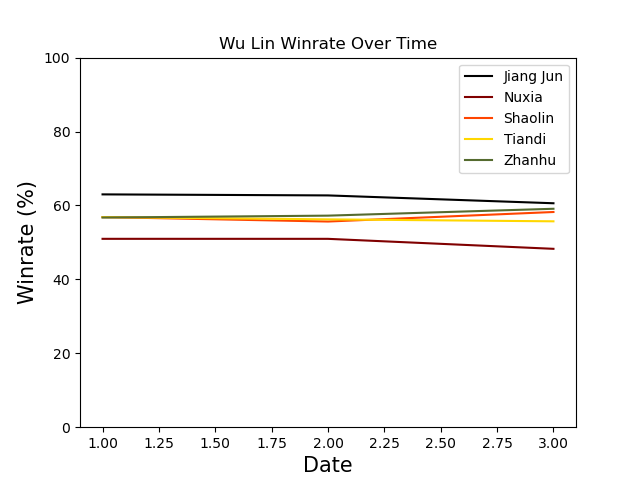 Wu Lin Winrate Over Time
Winrate (%)
100
80
60
40
20
0
Jiang Jun
Nuxia
Shaolin
Tiandi
Zhanhu
1.00 1.25 1.50 1.75 2.00 2.25 2.50 2.75 3.00
Date